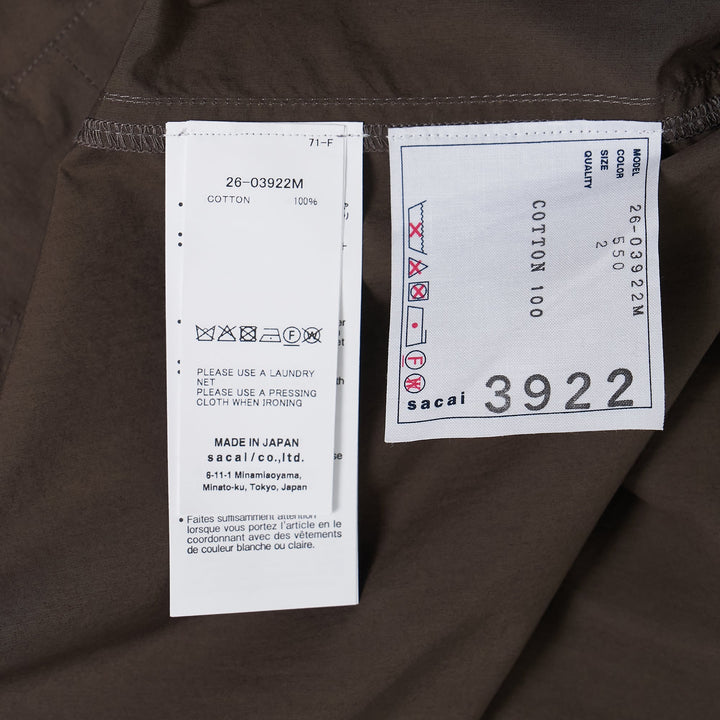 71-F
26-03922M
COTTON 100%
PLEASE USE A LAUNDRY
NET
PLEASE USE A PRESSING
CLOTH WHEN IRONING
MADE IN JAPAN
sacai/co.,ltd.
6-11-1 Minamiaoyama,
Minato-ku, Tokyo, Japan
• Faites suffisamment attention
lorsque vous portez l'article en le
coordonnant avec des vêtements
de couleur blanche ou claire.
MODEL 26-03922M
COLOR 550
SIZE 2
QUALITY
COTTON 100
F
W
sacai 3922